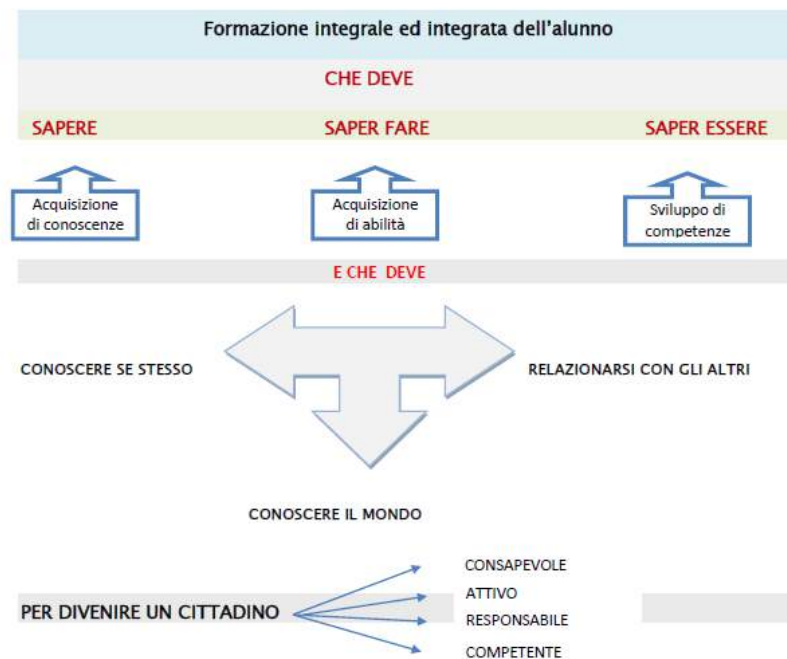 Formazione integrale ed integrata dell'alunno
CHE DEVE
SAPERE SAPER FARE SAPER ESSERE
Acquisizione
di conoscenze
Acquisizione
di abilità
Sviluppo di
competenze
E CHE DEVE
CONOSCERE SE STESSO
RELAZIONARSI CON GLI ALTRI
CONOSCERE IL MONDO
PER DIVENIRE UN CITTADINO
CONSAPEVOLE
ATTIVO
RESPONSABILE
COMPETENTE